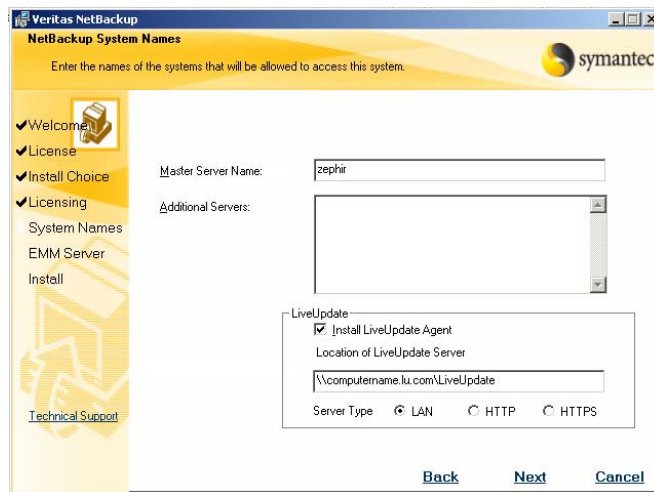 Veritas NetBackup
NetBackup System Names
Enter the names of the systems that will be allowed to access this system.
symantec
Welcome
License
Install Choice
Licensing
System Names
EMM Server
Install
Technical Support
Master Server Name:
zephir
Additional Servers:
LiveUpdate
Install LiveUpdate Agent
Location of LiveUpdate Server
\\computername.lu.com\LiveUpdate
Server Type LAN HTTP HTTPS
Back Next Cancel